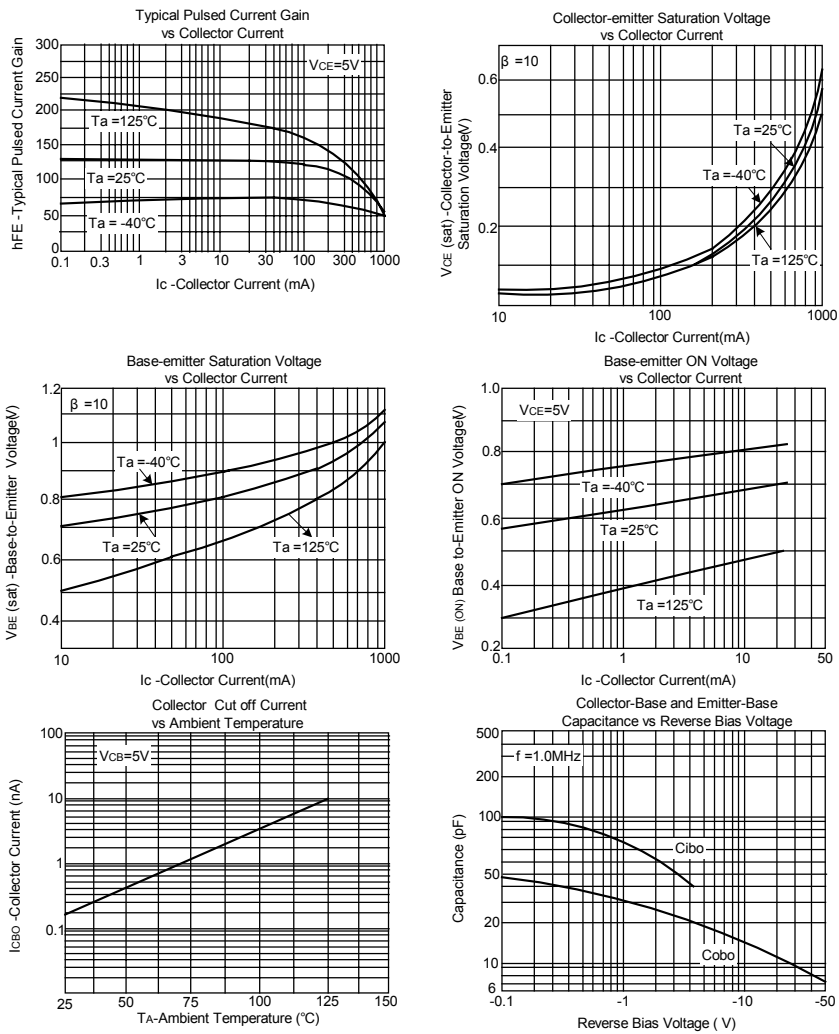 Typical Pulsed Current Gain
vs Collector Current
300
250
200
150
100
50
0
VCE=5V
Ta =125°C
Ta =25°C
Ta = -40°C
hFE -Typical Pulsed Current Gain
0.1 0.3 1 3 10 30 40 100 300 1000
Ic -Collector Current (mA)
Collector-emitter Saturation Voltage
vs Collector Current
β =10
0.6
0.4
0.2
Ta =25°C
Ta =-40°C
Ta =125°C
VCE (sat) -Collector-to-Emitter
Saturation Voltage(V)
10 100 1000
Ic -Collector Current(mA)
Base-emitter Saturation Voltage
vs Collector Current
1.2
1
0.8
0.6
0.4
β =10
Ta=-40°C
Ta=25°C
Ta=125°C
VBE (sat) -Base-to-Emitter Voltage(V)
10 100 1000
Ic -Collector Current(mA)
Base-emitter ON Voltage
vs Collector Current
1.0
0.8
0.6
0.4
0.2
VCE=5V
Ta =-40°C
Ta=25°C
Ta =125°C
VBE (ON) Base to-Emitter ON Voltage(V)
0.1 1 10 50
Ic -Collector Current(mA)
Collector Cut off Current
vs Ambient Temperature
100
10
1
0.1
VCB=5V
ICBO -Collector Current (nA)
25 50 75 100 125 150
TA-Ambient Temperature (°C)
Collector-Base and Emitter-Base
Capacitance vs Reverse Bias Voltage
500
200
100
50
20
10
6
f =1.0MHz
Cibo
Cobo
Capacitance (pF)
-0.1 -1 -10 -50
Reverse Bias Voltage ( V)